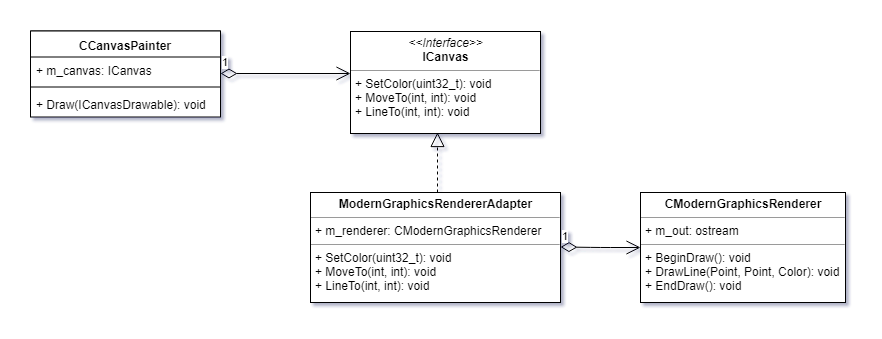 CCanvasPainter
+ m_canvas: ICanvas
+ Draw(ICanvasDrawable): void
1
<<Interface>>
ICanvas
+ SetColor(uint32_t): void
+ MoveTo(int, int): void
+ LineTo(int, int): void
ModernGraphicsRendererAdapter
+ m_renderer: CModernGraphicsRenderer
+ SetColor(uint32_t): void
+ MoveTo(int, int): void
+ LineTo(int, int): void
1
CModernGraphicsRenderer
+ m_out: ostream
+ BeginDraw(): void
+ DrawLine(Point, Point, Color): void
+ EndDraw(): void